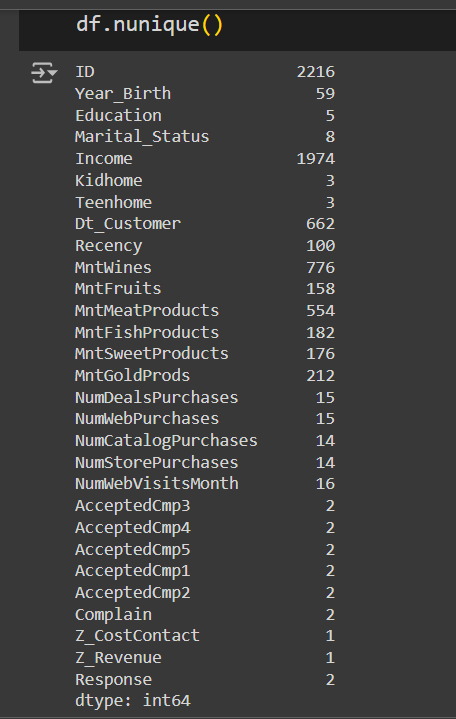 df.nunique()
ID 2216
Year_Birth 59
Education 5
Marital_Status 8
Income 1974
Kidhome 3
Teenhome 3
Dt_Customer 662
Recency 100
MntWines 776
MntFruits 158
MntMeatProducts 554
MntFishProducts 182
MntSweetProducts 176
MntGoldProds 212
NumDealsPurchases 15
NumWebPurchases 15
NumCatalogPurchases 14
NumStorePurchases 14
NumWebVisitsMonth 16
AcceptedCmp3 2
AcceptedCmp4 2
AcceptedCmp5 2
AcceptedCmp1 2
AcceptedCmp2 2
Complain 2
Z_CostContact 1
Z_Revenue 1
Response 2
dtype: int64